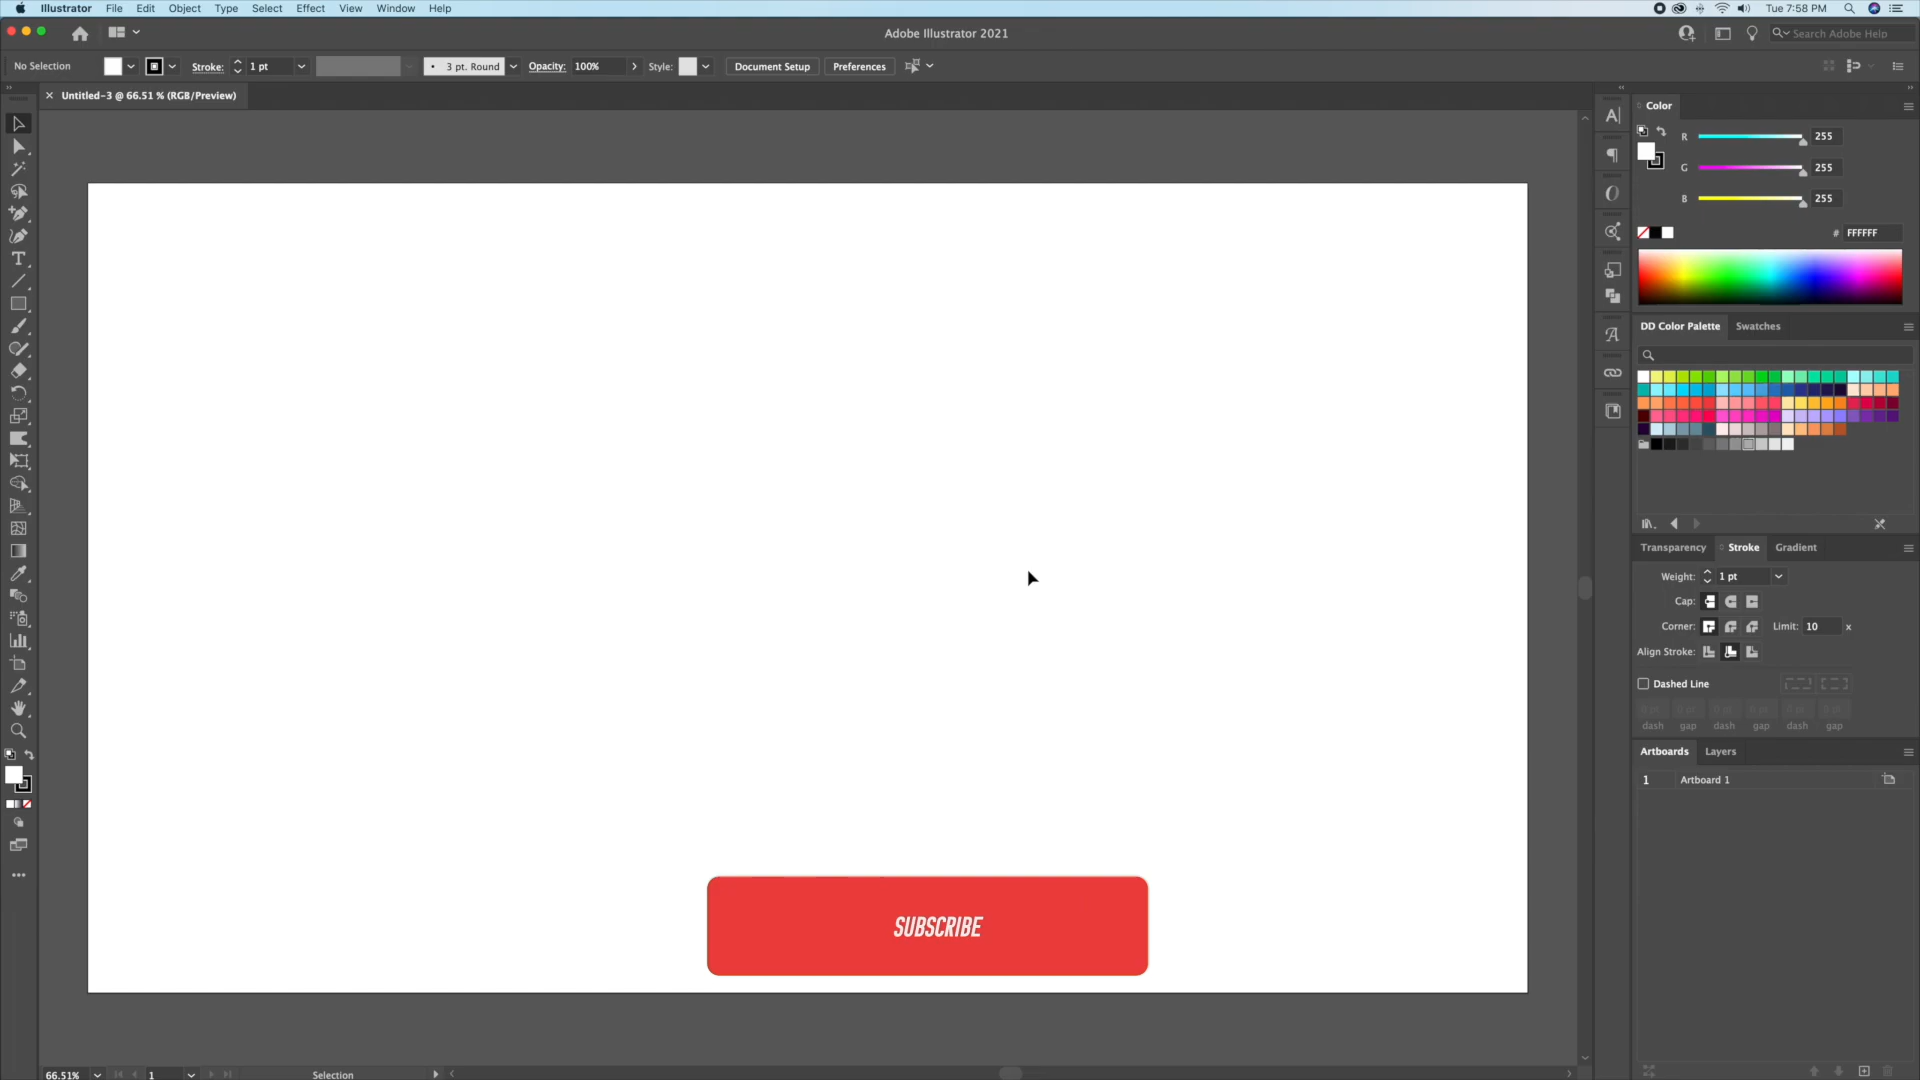 Illustrator File Edit Object Type Select Effect View Window Help Tue 7:58 PM
Adobe Illustrator 2021 Search Adobe Help
No Selection Stroke: 1 pt 3 pt. Round Opacity: 100% Style: Document Setup Preferences
Untitled-3 @ 66.51 % (RGB/Preview)
Color
R 255
G 255
B 255
# FFFFFF
DD Color Palette Swatches
Transparency Stroke Gradient
Weight: 1 pt
Cap:
Corner: Limit: 10 x
Align Stroke:
Dashed Line
dash gap dash gap dash gap
Artboards Layers
1 Artboard 1
SUBSCRIBE
66.51% 1 Selection